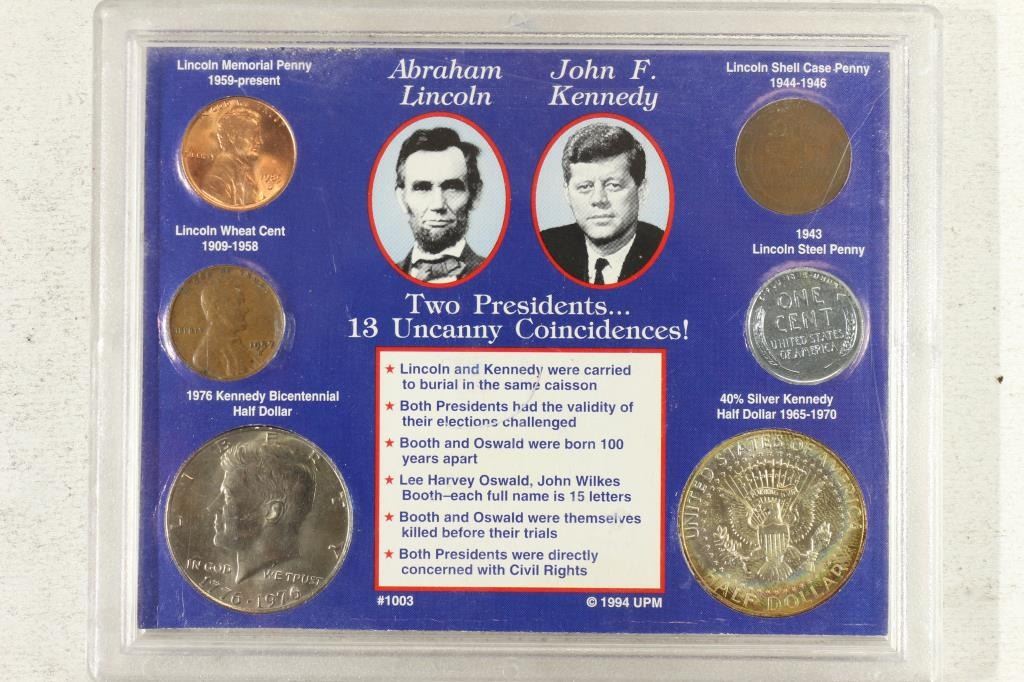 Lincoln Memorial Penny
1959-present
Abraham
Lincoln
John F.
Kennedy
Lincoln Shell Case Penny
1944-1946
Lincoln Wheat Cent
1909-1958
1943
Lincoln Steel Penny
ONE
CENT
UNITED STATES
OF AMERICA
Two Presidents...
13 Uncanny Coincidences!
1976 Kennedy Bicentennial
Half Dollar
LIBERTY
IN GOD WE TRUST
1776-1976
★ Lincoln and Kennedy were carried
to burial in the same caisson
★ Both Presidents had the validity of
their elections challenged
★ Booth and Oswald were born 100
years apart
★ Lee Harvey Oswald, John Wilkes
Booth–each full name is 15 letters
★ Booth and Oswald were themselves
killed before their trials
★ Both Presidents were directly
concerned with Civil Rights
40% Silver Kennedy
Half Dollar 1965-1970
UNITED STATES OF AMERICA
HALF DOLLAR
#1003
© 1994 UPM